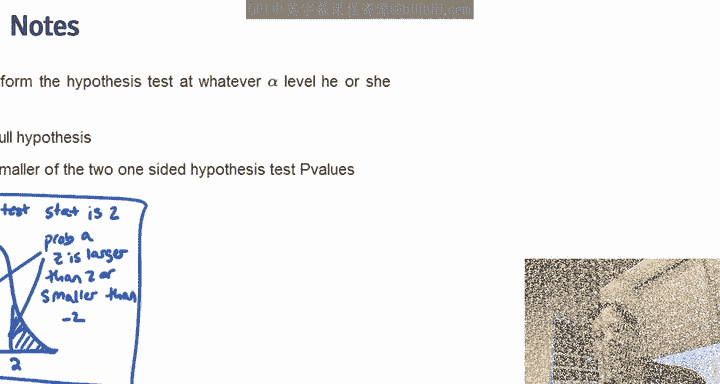 Notes
form the hypothesis test at whatever α level he or she
ull hypothesis
maller of the two one sided hypothesis test Pvalues
test stat is 2
prob a
z is larger
than 2 or
smaller than
-2
2